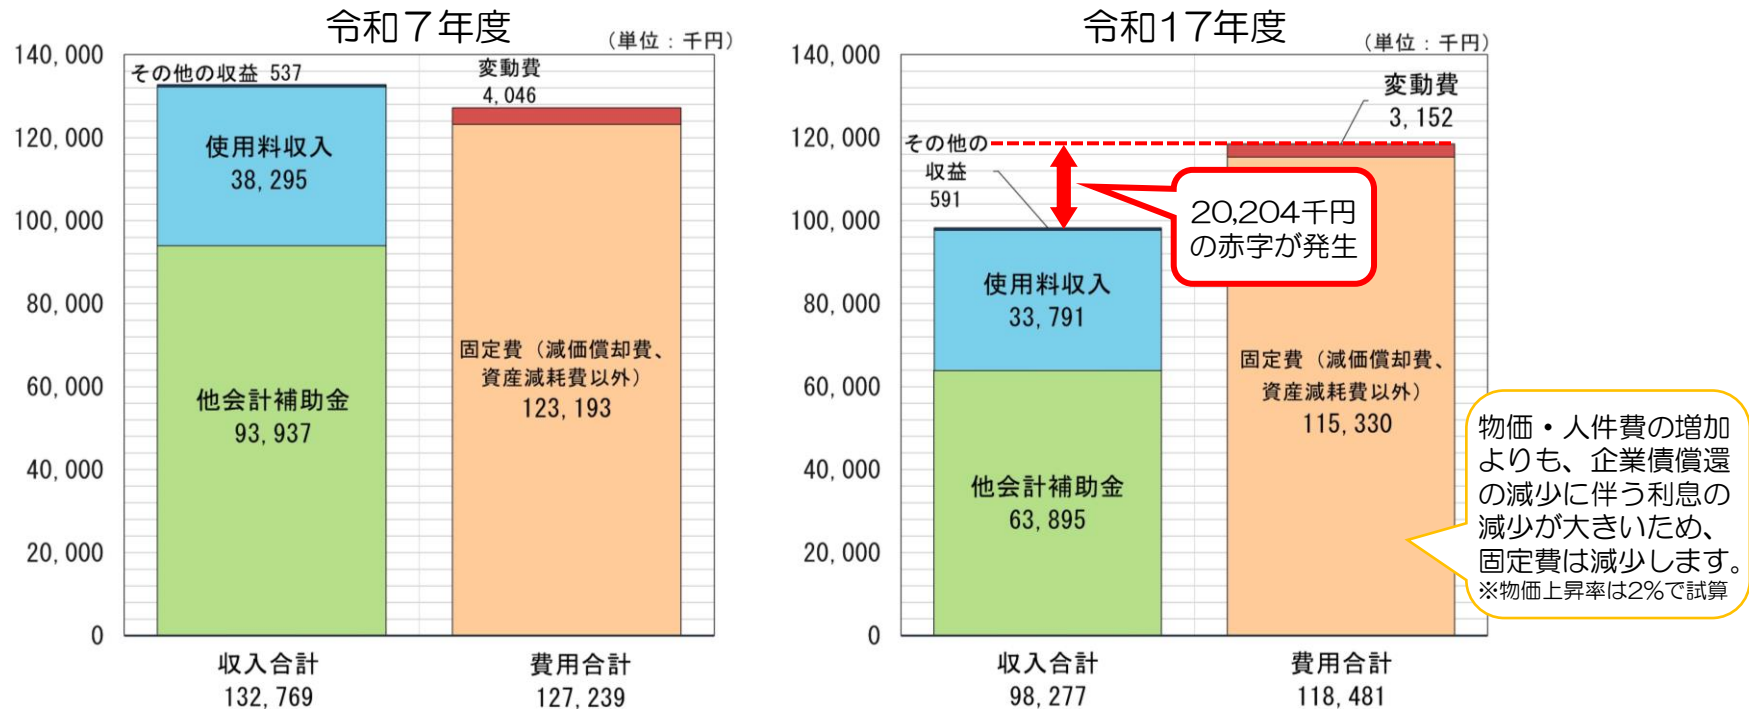 令和７年度
（単位：千円）
140,000
120,000
100,000
80,000
60,000
40,000
20,000
0
その他の収益 537
使用料収入
38,295
他会計補助金
93,937
変動費
4,046
固定費（減価償却費、
資産減耗費以外）
123,193
収入合計
132,769
費用合計
127,239
令和17年度
（単位：千円）
140,000
120,000
100,000
80,000
60,000
40,000
20,000
0
その他の
収益
591
使用料収入
33,791
他会計補助金
63,895
変動費
3,152
20,204千円
の赤字が発生
固定費（減価償却費、
資産減耗費以外）
115,330
収入合計
98,277
費用合計
118,481
物価・人件費の増加
よりも、企業債償還
の減少に伴う利息の
減少が大きいため、
固定費は減少します。
※物価上昇率は2％で試算